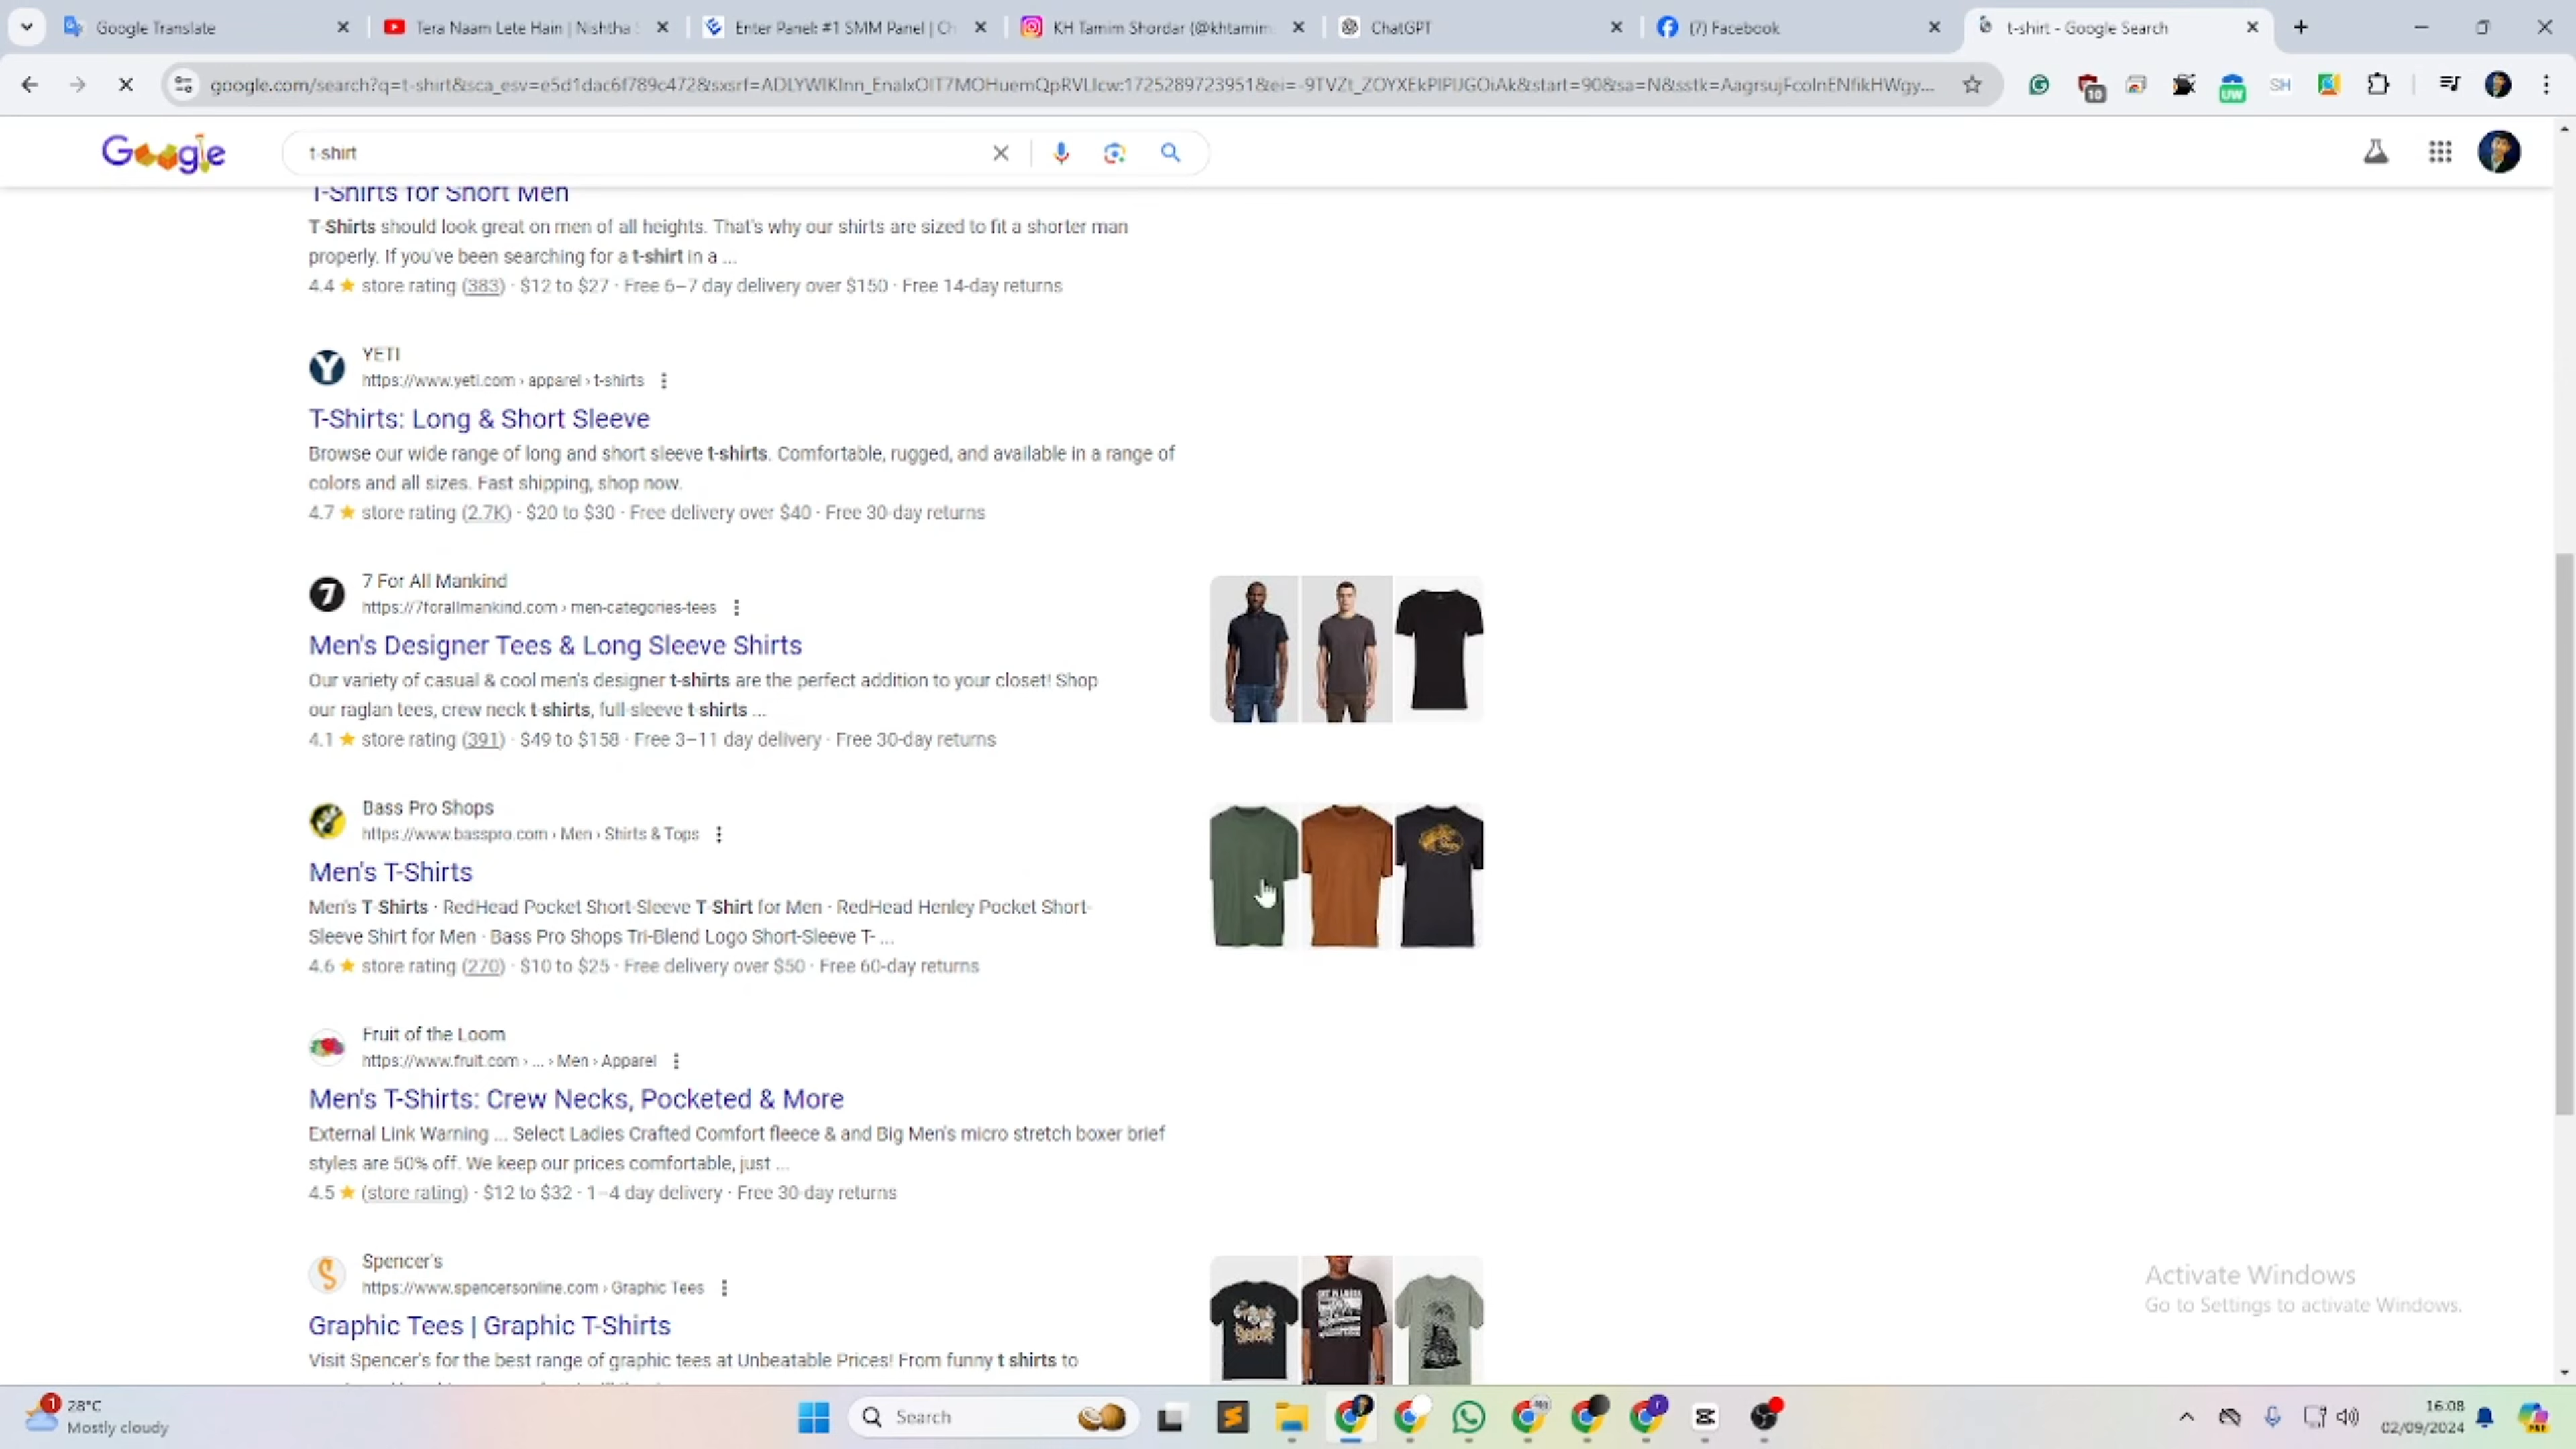 Google Translate
Tera Naam Lete Hain | Nishtha
Enter Panel: #1 SMM Panel | Ch
KH Tamim Shordar (@khtamim
ChatGPT
(7) Facebook
t-shirt - Google Search
10
UW
SH
Google
t-shirt
T-Shirts for Short Men
T-Shirts should look great on men of all heights. That's why our shirts are sized to fit a shorter man
properly. If you've been searching for a t-shirt in a ...
4.4 ★ store rating (383) · $12 to $27 · Free 6–7 day delivery over $150 · Free 14-day returns
YETI
https://www.yeti.com › apparel › t-shirts
T-Shirts: Long & Short Sleeve
Browse our wide range of long and short sleeve t-shirts. Comfortable, rugged, and available in a range of
colors and all sizes. Fast shipping, shop now.
4.7 ★ store rating (2.7K) · $20 to $30 · Free delivery over $40 · Free 30-day returns
7 For All Mankind
https://7forallmankind.com › men-categories-tees
Men's Designer Tees & Long Sleeve Shirts
Our variety of casual & cool men's designer t-shirts are the perfect addition to your closet! Shop
our raglan tees, crew neck t-shirts, full-sleeve t-shirts ...
4.1 ★ store rating (391) · $49 to $158 · Free 3–11 day delivery · Free 30-day returns
Bass Pro Shops
https://www.basspro.com › Men › Shirts & Tops
Men's T-Shirts
Men's T-Shirts · RedHead Pocket Short-Sleeve T-Shirt for Men · RedHead Henley Pocket Short-
Sleeve Shirt for Men · Bass Pro Shops Tri-Blend Logo Short-Sleeve T- ...
4.6 ★ store rating (270) · $10 to $25 · Free delivery over $50 · Free 60-day returns
Fruit of the Loom
https://www.fruit.com › ... › Men › Apparel
Men's T-Shirts: Crew Necks, Pocketed & More
External Link Warning ... Select Ladies Crafted Comfort fleece & and Big Men's micro stretch boxer brief
styles are 50% off. We keep our prices comfortable, just ...
4.5 ★ (store rating) · $12 to $32 · 1–4 day delivery · Free 30-day returns
Spencer's
https://www.spencersonline.com › Graphic Tees
Graphic Tees | Graphic T-Shirts
Visit Spencer's for the best range of graphic tees at Unbeatable Prices! From funny t shirts to
Activate Windows
Go to Settings to activate Windows.
1
28°C
Mostly cloudy
Search
16:08
02/09/2024